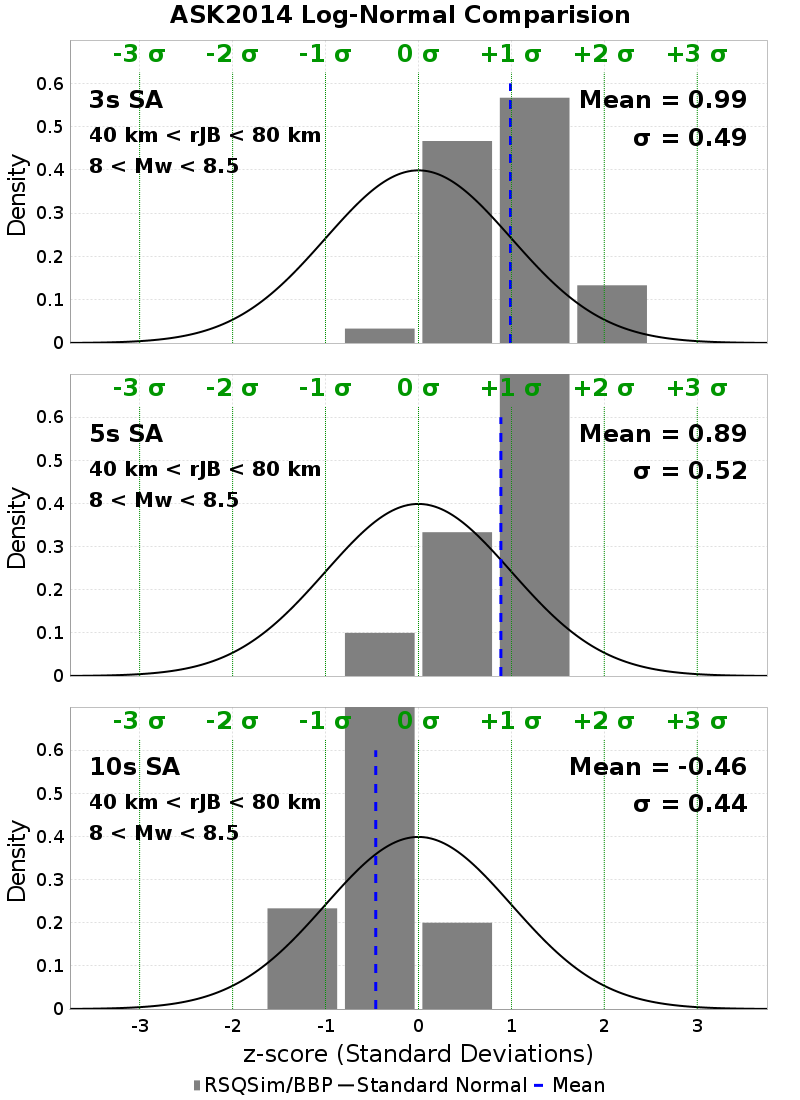 ASK2014 Log-Normal Comparision
-3 σ -2 σ -1 σ 0 σ +1 σ +2 σ +3 σ
3s SA
40 km < rJB < 80 km
8 < Mw < 8.5
Mean = 0.99
σ = 0.49
0.6
0.5
0.4
0.3
0.2
0.1
0
Density
-3 σ -2 σ -1 σ 0 σ +1 σ +2 σ +3 σ
5s SA
40 km < rJB < 80 km
8 < Mw < 8.5
Mean = 0.89
σ = 0.52
0.6
0.5
0.4
0.3
0.2
0.1
0
Density
-3 σ -2 σ -1 σ 0 σ +1 σ +2 σ +3 σ
10s SA
40 km < rJB < 80 km
8 < Mw < 8.5
Mean = -0.46
σ = 0.44
0.6
0.5
0.4
0.3
0.2
0.1
0
Density
-3 -2 -1 0 1 2 3
z-score (Standard Deviations)
RSQSim/BBP Standard Normal Mean